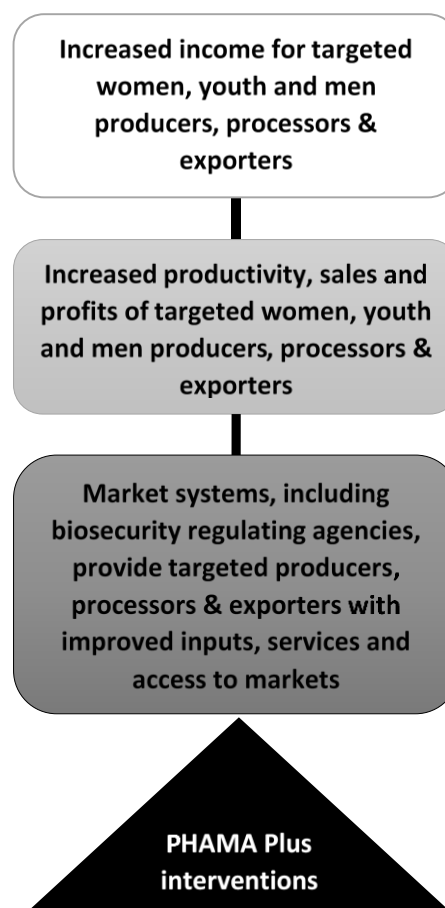 Increased income for targeted
women, youth and men
producers, processors &
exporters
Increased productivity, sales and
profits of targeted women, youth
and men producers, processors &
exporters
Market systems, including
biosecurity regulating agencies,
provide targeted producers,
processors & exporters with
improved inputs, services and
access to markets
PHAMA Plus
interventions